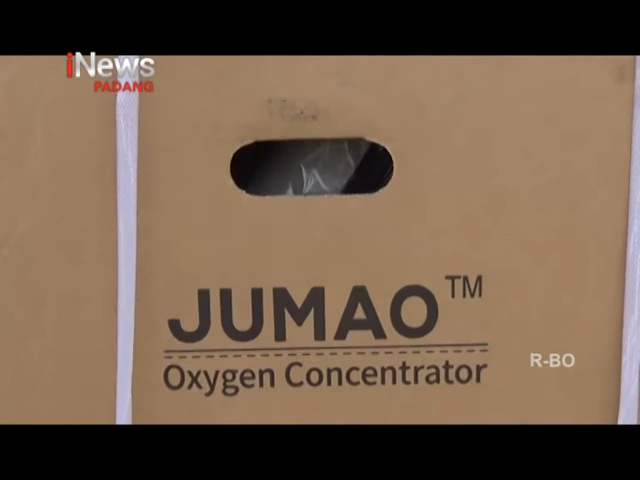 iNews
PADANG
JUMAO™
Oxygen Concentrator
R-BO